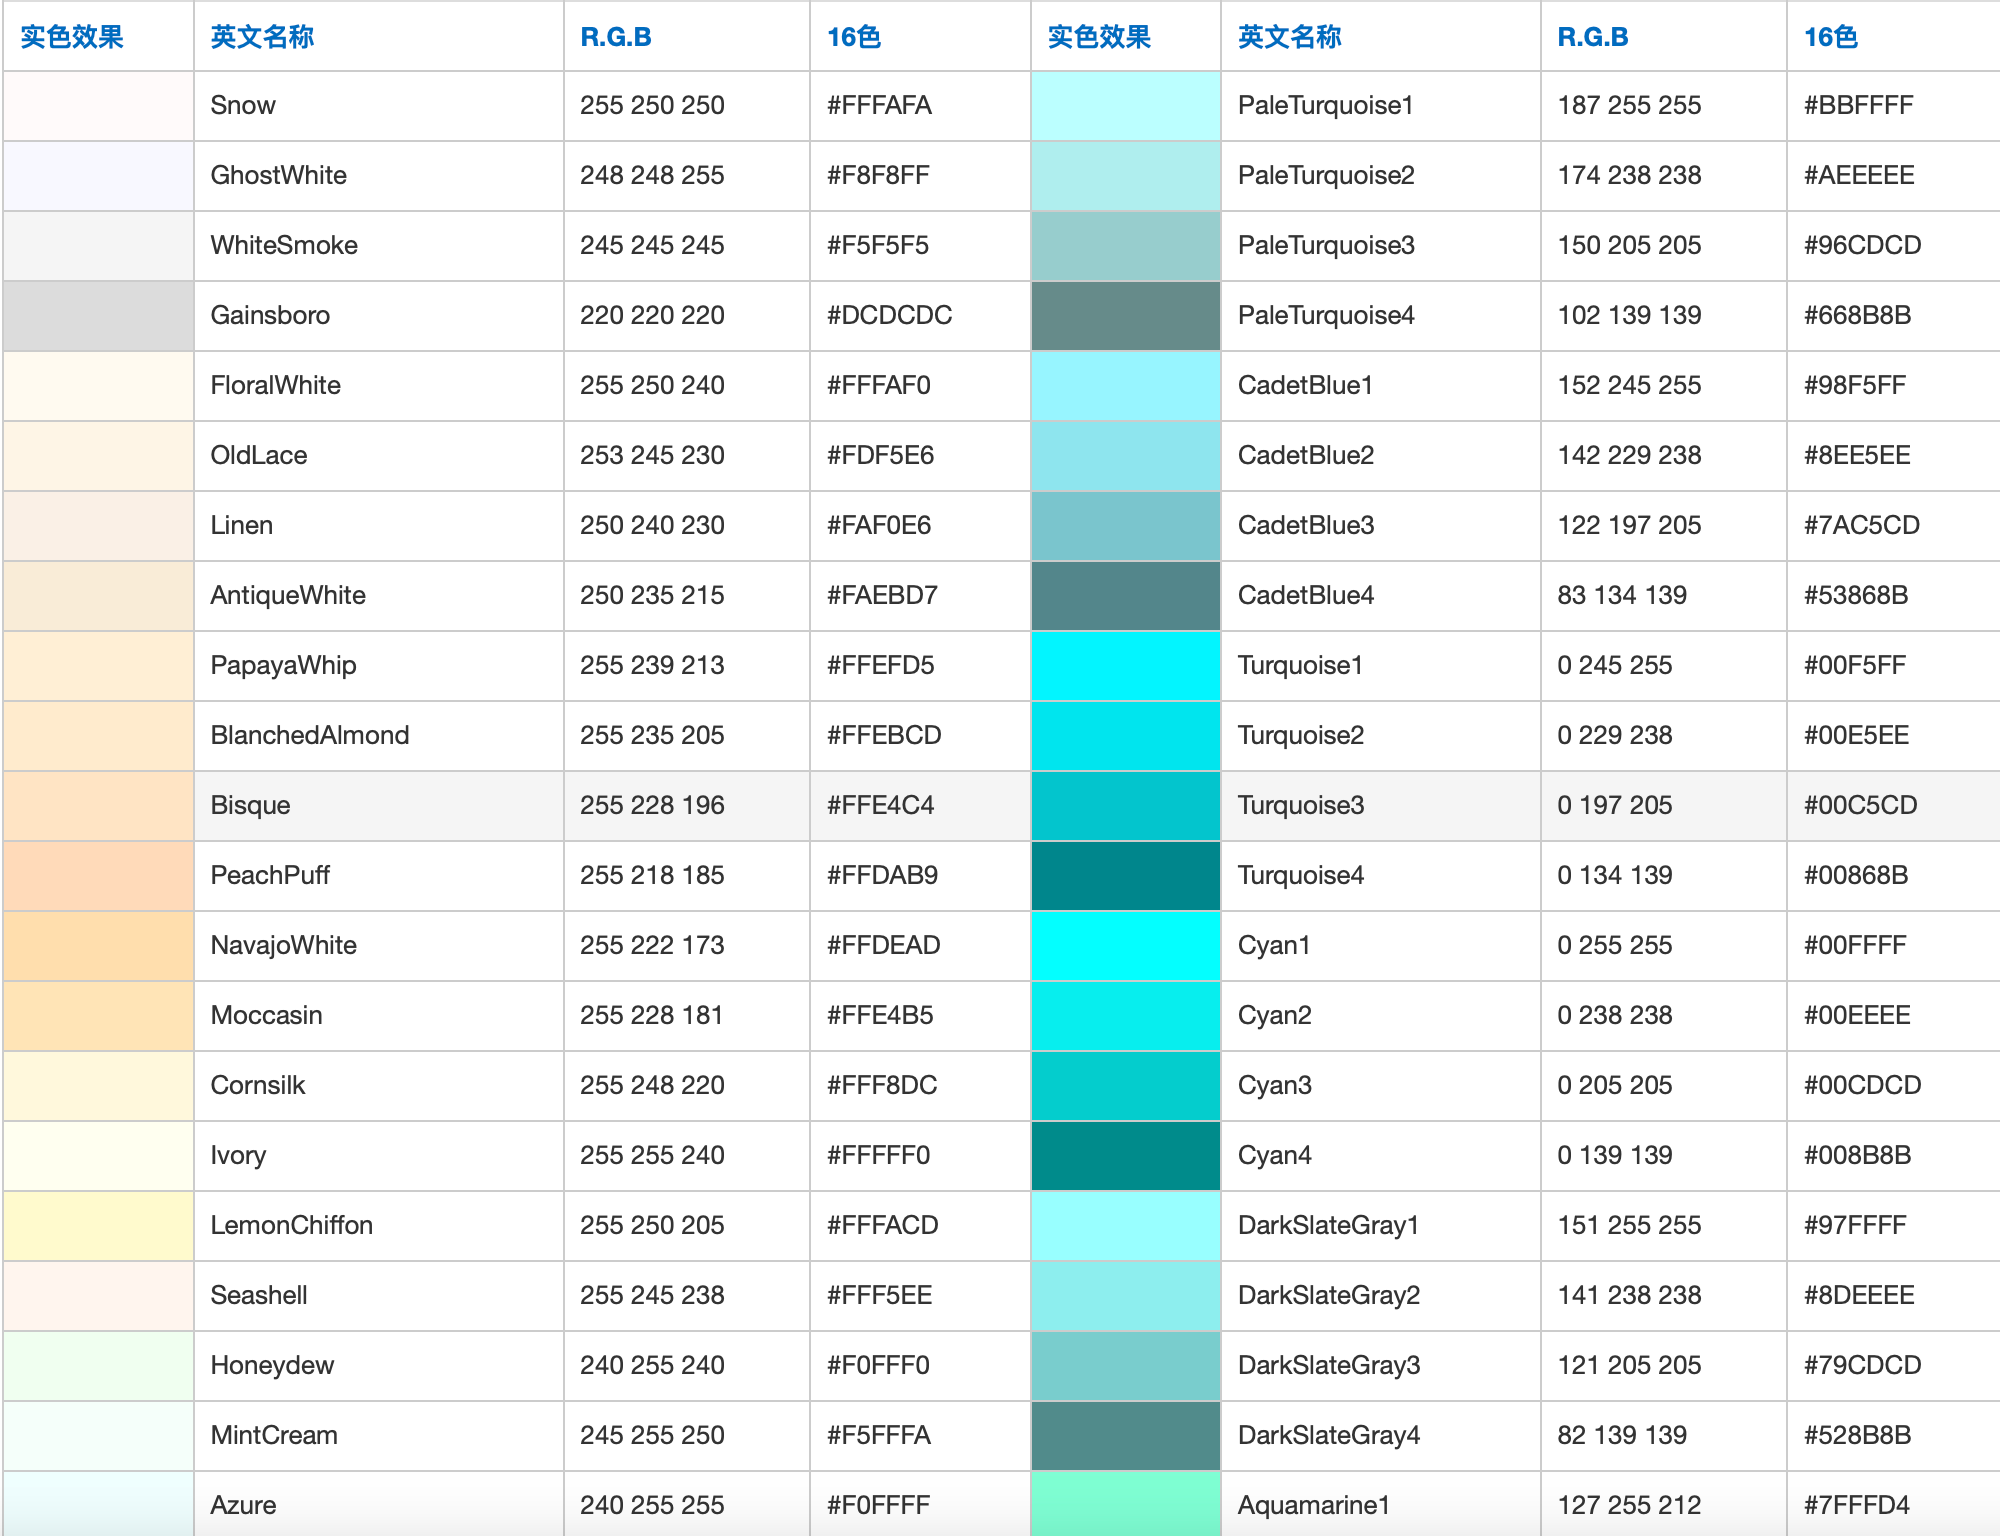 实色效果 英文名称 R.G.B 16色 实色效果 英文名称 R.G.B 16色
Snow 255 250 250 #FFFAFA PaleTurquoise1 187 255 255 #BBFFFF
GhostWhite 248 248 255 #F8F8FF PaleTurquoise2 174 238 238 #AEEEEE
WhiteSmoke 245 245 245 #F5F5F5 PaleTurquoise3 150 205 205 #96CDCD
Gainsboro 220 220 220 #DCDCDC PaleTurquoise4 102 139 139 #668B8B
FloralWhite 255 250 240 #FFFAF0 CadetBlue1 152 245 255 #98F5FF
OldLace 253 245 230 #FDF5E6 CadetBlue2 142 229 238 #8EE5EE
Linen 250 240 230 #FAF0E6 CadetBlue3 122 197 205 #7AC5CD
AntiqueWhite 250 235 215 #FAEBD7 CadetBlue4 83 134 139 #53868B
PapayaWhip 255 239 213 #FFEFD5 Turquoise1 0 245 255 #00F5FF
BlanchedAlmond 255 235 205 #FFEBCD Turquoise2 0 229 238 #00E5EE
Bisque 255 228 196 #FFE4C4 Turquoise3 0 197 205 #00C5CD
PeachPuff 255 218 185 #FFDAB9 Turquoise4 0 134 139 #00868B
NavajoWhite 255 222 173 #FFDEAD Cyan1 0 255 255 #00FFFF
Moccasin 255 228 181 #FFE4B5 Cyan2 0 238 238 #00EEEE
Cornsilk 255 248 220 #FFF8DC Cyan3 0 205 205 #00CDCD
Ivory 255 255 240 #FFFFF0 Cyan4 0 139 139 #008B8B
LemonChiffon 255 250 205 #FFFACD DarkSlateGray1 151 255 255 #97FFFF
Seashell 255 245 238 #FFF5EE DarkSlateGray2 141 238 238 #8DEEEE
Honeydew 240 255 240 #F0FFF0 DarkSlateGray3 121 205 205 #79CDCD
MintCream 245 255 250 #F5FFFA DarkSlateGray4 82 139 139 #528B8B
Azure 240 255 255 #F0FFFF Aquamarine1 127 255 212 #7FFFD4